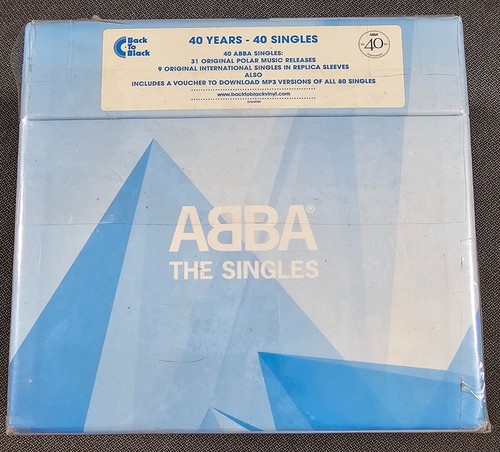 Back
To
Black
40 YEARS - 40 SINGLES
40 ABBA SINGLES:
31 ORIGINAL POLAR MUSIC RELEASES
9 ORIGINAL INTERNATIONAL SINGLES IN REPLICA SLEEVES
ALSO
INCLUDES A VOUCHER TO DOWNLOAD MP3 VERSIONS OF ALL 80 SINGLES
www.backtoblackvinyl.com
ABBA
40
ABBA®
THE SINGLES